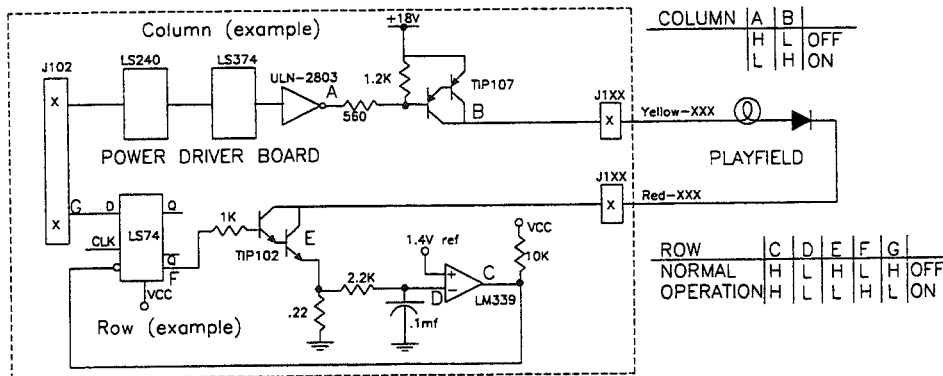 Column (example)
+18V
COLUMN A B
H L OFF
L H ON
J102
LS240
LS374
ULN-2803
A
1.2K
TIP107
560
B
J1XX
Yellow-XXX
X
X
POWER DRIVER BOARD
PLAYFIELD
J1XX
X
Red-XXX
G
D
Q
LS74
CLK
Q
F
VCC
1K
TIP102
E
1.4V ref
VCC
10K
C
+
-
LM339
2.2K
D
.22
.1mf
Row (example)
ROW C D E F G
NORMAL H L H L H OFF
OPERATION H L L H L ON